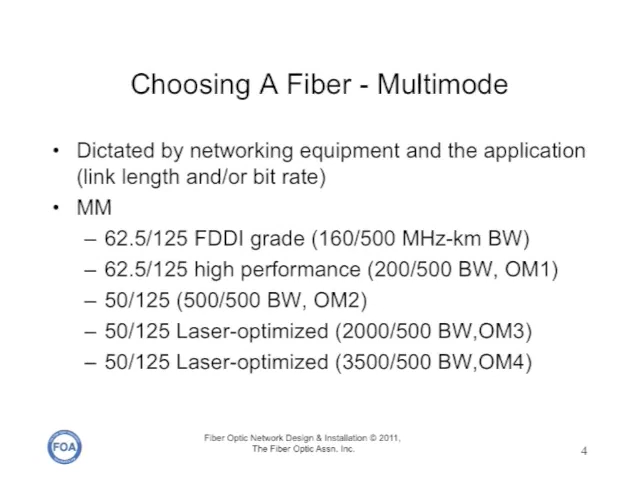 Choosing A Fiber - Multimode
• Dictated by networking equipment and the application
(link length and/or bit rate)
• MM
– 62.5/125 FDDI grade (160/500 MHz-km BW)
– 62.5/125 high performance (200/500 BW, OM1)
– 50/125 (500/500 BW, OM2)
– 50/125 Laser-optimized (2000/500 BW,OM3)
– 50/125 Laser-optimized (3500/500 BW,OM4)
FOA
Fiber Optic Network Design & Installation © 2011,
The Fiber Optic Assn. Inc.
4